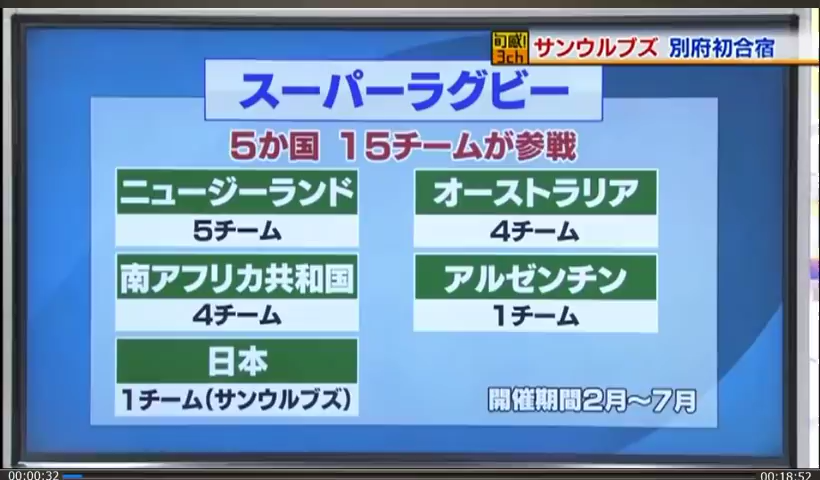 旬感!
3ch
サンウルブズ 別府初合宿
スーパーラグビー
5か国 15チームが参戦
ニュージーランド
5チーム
オーストラリア
4チーム
南アフリカ共和国
4チーム
アルゼンチン
1チーム
日本
1チーム(サンウルブズ)
開催期間2月〜7月
00:00:32
00:18:52